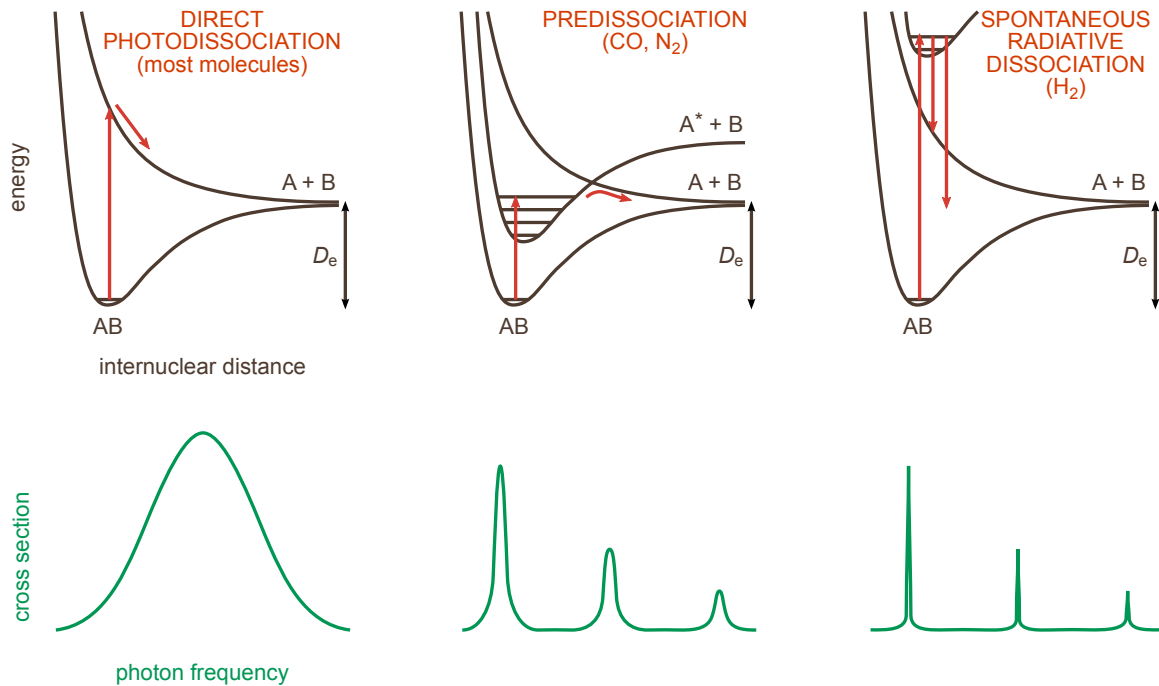 DIRECT
PHOTODISSOCIATION
(most molecules)
energy
A + B
Dₑ
AB
internuclear distance
PREDISSOCIATION
(CO, N₂)
A* + B
A + B
Dₑ
AB
SPONTANEOUS
RADIATIVE
DISSOCIATION
(H₂)
A + B
Dₑ
AB
cross section
photon frequency